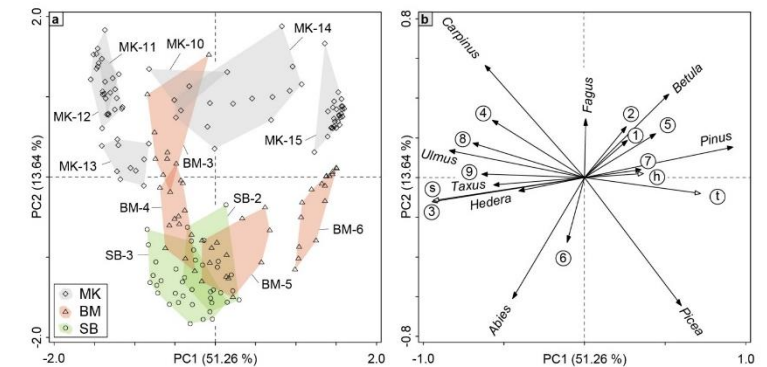 2.0
a
MK-11
MK-10
MK-14
MK-12
MK-15
MK-13
BM-3
BM-4
SB-2
SB-3
BM-6
BM-5
PC2 (13.64 %)
MK
BM
SB
-2.0
-2.0
PC1 (51.26 %)
2.0
0.8
b
Carpinus
Fagus
Betula
4
2
1
5
8
Pinus
Ulmus
7
9
h
s
Taxus
t
3
Hedera
6
Abies
Picea
PC2 (13.64 %)
-0.8
-1.0
PC1 (51.26 %)
1.0